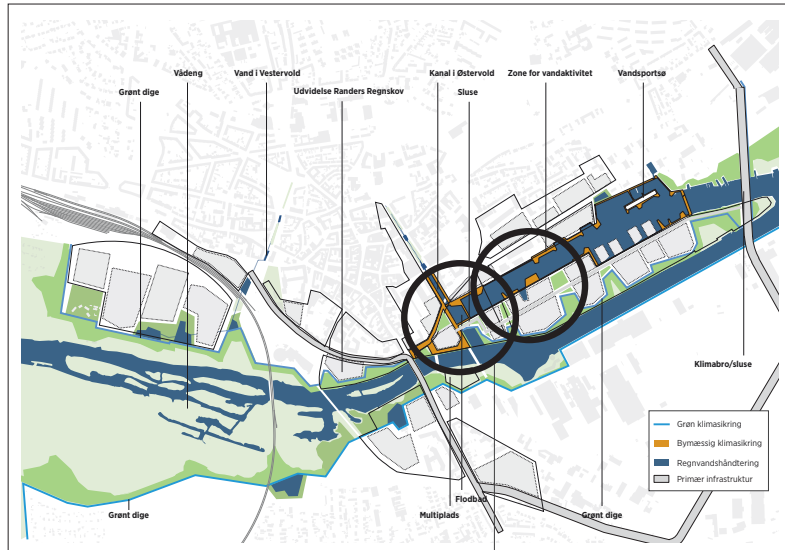 Vådeng
Vand i Vestervold
Kanal i Østervold
Zone for vandaktivitet
Vandsportsø
Grønt dige
Udvidelse Randers Regnskov
Sluse
Klimabro/sluse
Grøn klimasikring
Bymæssig klimasikring
Regnvandshåndtering
Primær infrastruktur
Flodbad
Grønt dige
Multiplads
Grønt dige